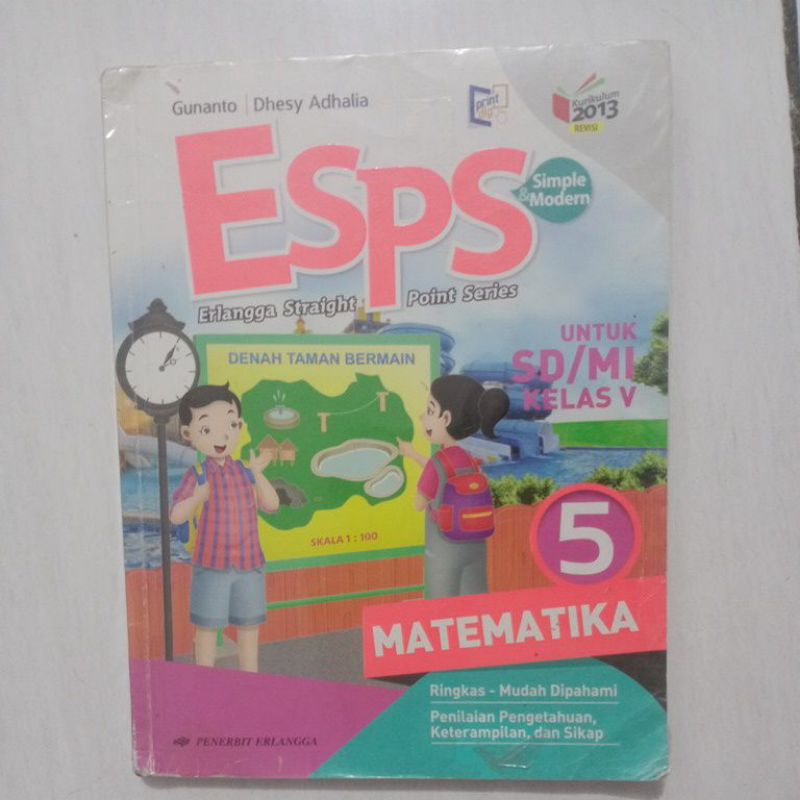 Gunanto | Dhesy Adhalia
print
Kurikulum
2013
REVISI
ESPS
Simple
& Modern
Erlangga Straight Point Series
UNTUK
SD/MI
KELAS V
DENAH TAMAN BERMAIN
T T
SKALA 1 : 100
5
MATEMATIKA
Ringkas - Mudah Dipahami
Penilaian Pengetahuan,
Keterampilan, dan Sikap
PENERBIT ERLANGGA